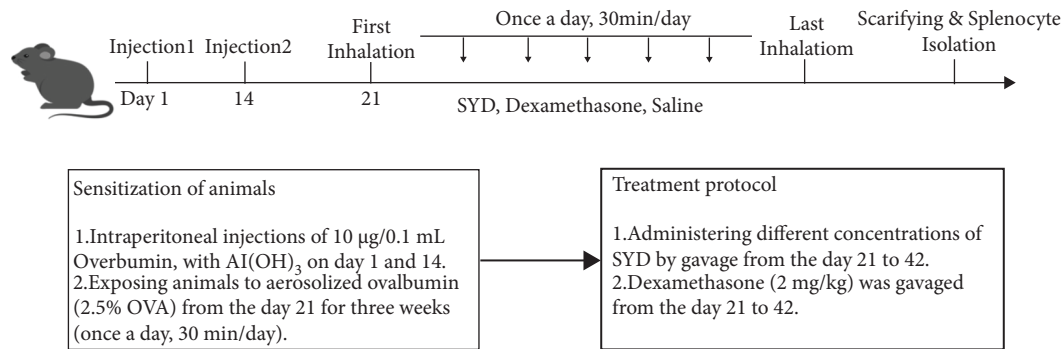 Injection1
Injection2
First
Inhalation
Once a day, 30min/day
Last
Inhalatiom
Scarifying & Splenocyte
Isolation
Day 1
14
21
SYD, Dexamethasone, Saline
Sensitization of animals
1.Intraperitoneal injections of 10 μg/0.1 mL
Overbumin, with AI(OH)3 on day 1 and 14.
2.Exposing animals to aerosolized ovalbumin
(2.5% OVA) from the day 21 for three weeks
(once a day, 30 min/day).
Treatment protocol
1.Administering different concentrations of
SYD by gavage from the day 21 to 42.
2.Dexamethasone (2 mg/kg) was gavaged
from the day 21 to 42.